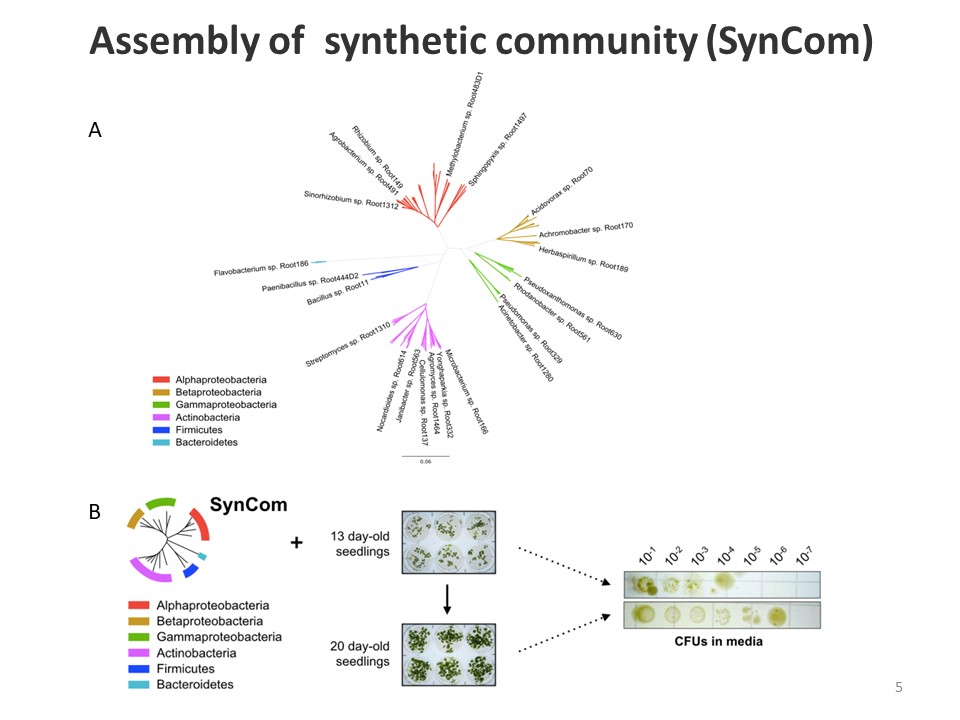 Assembly of  synthetic community (SynCom)
A
Methylobacterium sp. Root483D1
Sphingopyxis sp. Root1497
Rhizobium sp. Root149
Agrobacterium sp. Root491
Sinorhizobium sp. Root1312
Acidovorax sp. Root70
Achromobacter sp. Root170
Herbaspirillum sp. Root189
Flavobacterium sp. Root186
Paenibacillus sp. Root444D2
Bacillus sp. Root11
Pseudoxanthomonas sp. Root630
Rhodanobacter sp. Root561
Pseudomonas sp. Root329
Acinetobacter sp. Root1280
Streptomyces sp. Root1310
Nocardioides sp. Root614
Janibacter sp. Root563
Cellulomonas sp. Root137
Agromyces sp. Root1464
Yonghaparkia sp. Root332
Microbacterium sp. Root166
Alphaproteobacteria
Betaproteobacteria
Gammaproteobacteria
Actinobacteria
Firmicutes
Bacteroidetes
0.06
B
SynCom
+
13 day-old
seedlings
20 day-old
seedlings
10-1 10-2 10-3 10-4 10-5 10-6 10-7
CFUs in media
Alphaproteobacteria
Betaproteobacteria
Gammaproteobacteria
Actinobacteria
Firmicutes
Bacteroidetes
5